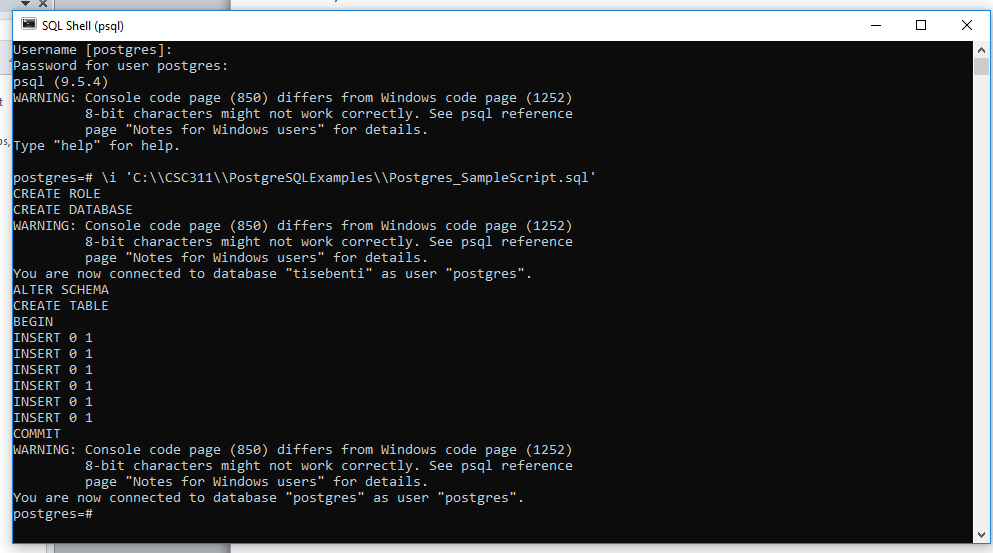 SQL Shell (psql)
Username [postgres]:
Password for user postgres:
psql (9.5.4)
WARNING: Console code page (850) differs from Windows code page (1252)
         8-bit characters might not work correctly. See psql reference
         page "Notes for Windows users" for details.
Type "help" for help.

postgres=# \i 'C:\\CSC311\\PostgreSQLExamples\\Postgres_SampleScript.sql'
CREATE ROLE
CREATE DATABASE
WARNING: Console code page (850) differs from Windows code page (1252)
         8-bit characters might not work correctly. See psql reference
         page "Notes for Windows users" for details.
You are now connected to database "tisebenti" as user "postgres".
ALTER SCHEMA
CREATE TABLE
BEGIN
INSERT 0 1
INSERT 0 1
INSERT 0 1
INSERT 0 1
INSERT 0 1
INSERT 0 1
COMMIT
WARNING: Console code page (850) differs from Windows code page (1252)
         8-bit characters might not work correctly. See psql reference
         page "Notes for Windows users" for details.
You are now connected to database "postgres" as user "postgres".
postgres=#